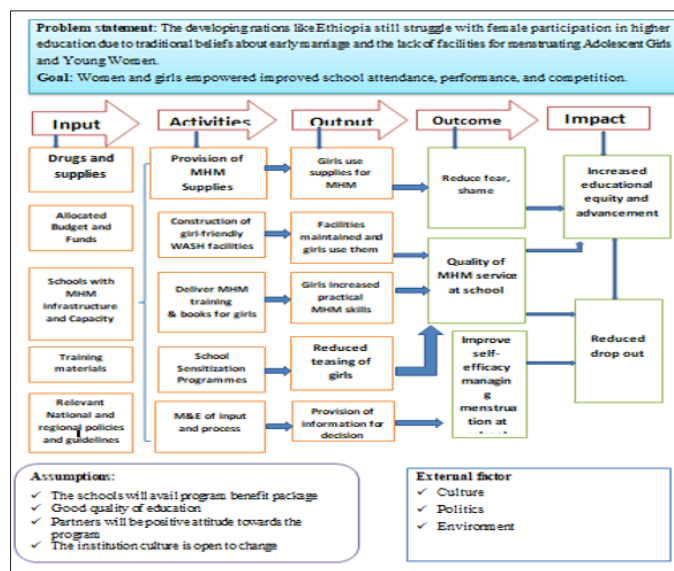 Problem statement: The developing nations like Ethiopia still struggle with female participation in higher
education due to traditional beliefs about early marriage and the lack of facilities for menstruating Adolescent Girls
and Young Women.
Goal: Women and girls empowered improved school attendance, performance, and competition.
Input
Activities
Output
Outcome
Impact
Drugs and
supplies
Allocated
Budget and
Funds
Schools with
MHM
infrastructure
and Capacity
Training
materials
Relevant
National and
regional policies
and guidelines
Provision of
MHM
Supplies
Construction of
girl-friendly
WASH facilities
Deliver MHM
training
& books for girls
School
Sensitization
Programmes
M&E of input
and process
Girls use
supplies for
MHM
Facilities
maintained and
girls use them
Girls increased
practical
MHM skills
Reduced
teasing of
girls
Provision of
information for
decision
Reduce fear,
shame
Quality of
MHM service
at school
Improve
self-
efficacy
managin
g
menstrua
tion at
Increased
educational
equity and
advancement
Reduced
drop out
Assumptions:
✓ The schools will avail program benefit package
✓ Good quality of education
✓ Partners will be positive attitude towards the
program
✓ The institution culture is open to change
External factor
✓ Culture
✓ Politics
✓ Environment